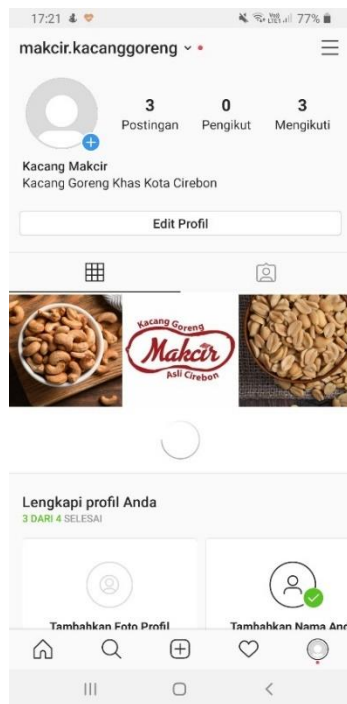 17:21
77%
makcir.kacanggoreng
3 0 3
Postingan Pengikut Mengikuti
Kacang Makcir
Kacang Goreng Khas Kota Cirebon
Edit Profil
Kacang Goreng
Makcir
Asli Cirebon
Lengkapi profil Anda
3 DARI 4 SELESAI
Tambahkan Foto Profil
Tambahkan Nama And